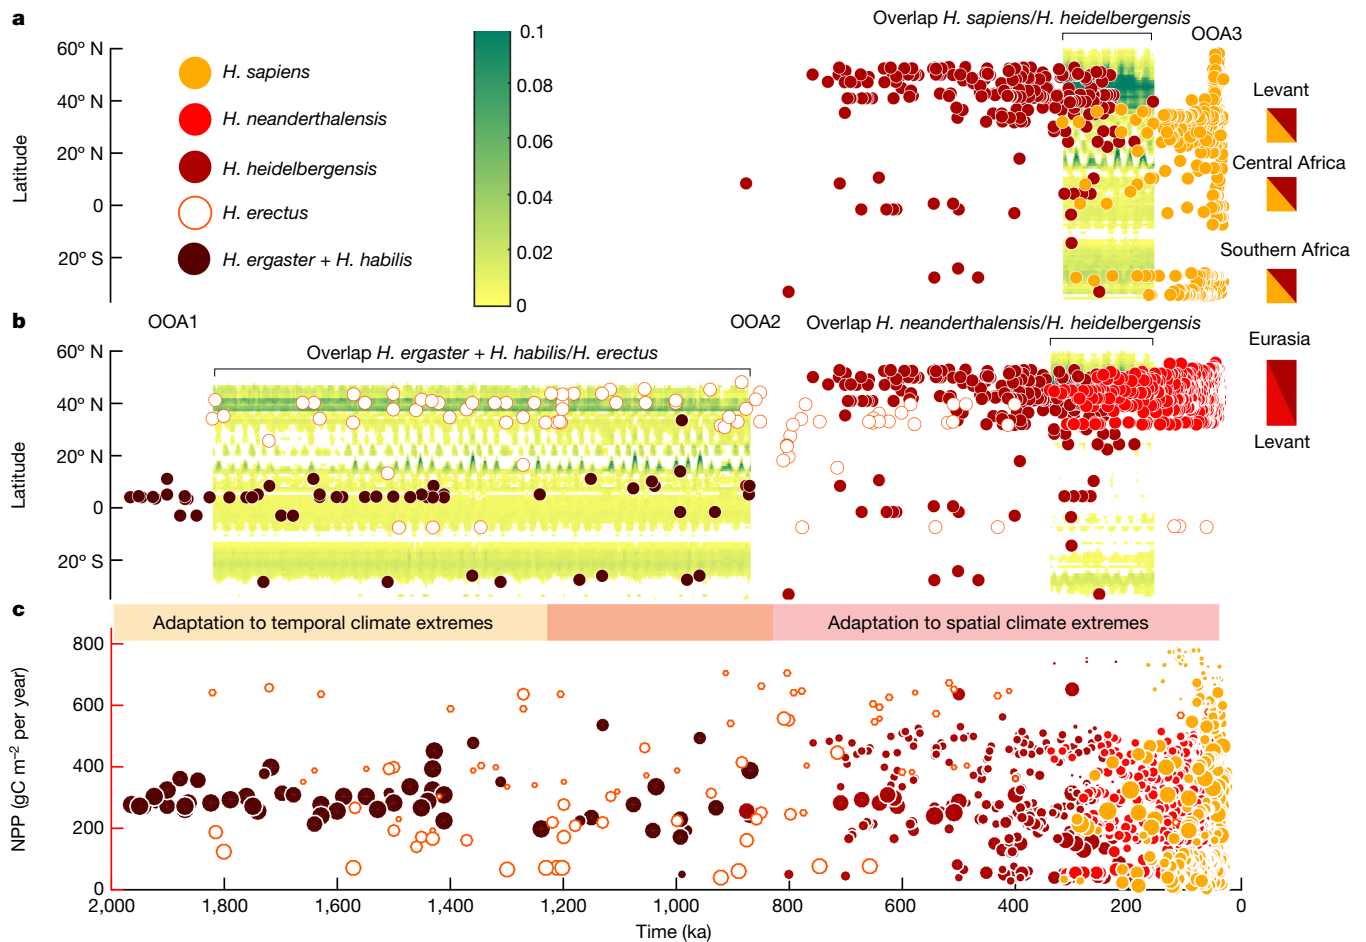 a
Overlap H. sapiens/H. heidelbergensis
OOA3
60° N
40° N
20° N
0
20° S
Latitude
H. sapiens
H. neanderthalensis
H. heidelbergensis
H. erectus
H. ergaster + H. habilis
0.1
0.08
0.06
0.04
0.02
0
Levant
Central Africa
Southern Africa
b
OOA1
OOA2
Overlap H. ergaster + H. habilis/H. erectus
Overlap H. neanderthalensis/H. heidelbergensis
Eurasia
Levant
60° N
40° N
20° N
0
20° S
Latitude
c
Adaptation to temporal climate extremes
Adaptation to spatial climate extremes
800
600
400
200
0
NPP (gC m⁻² per year)
2,000
1,800
1,600
1,400
1,200
1,000
800
600
400
200
0
Time (ka)